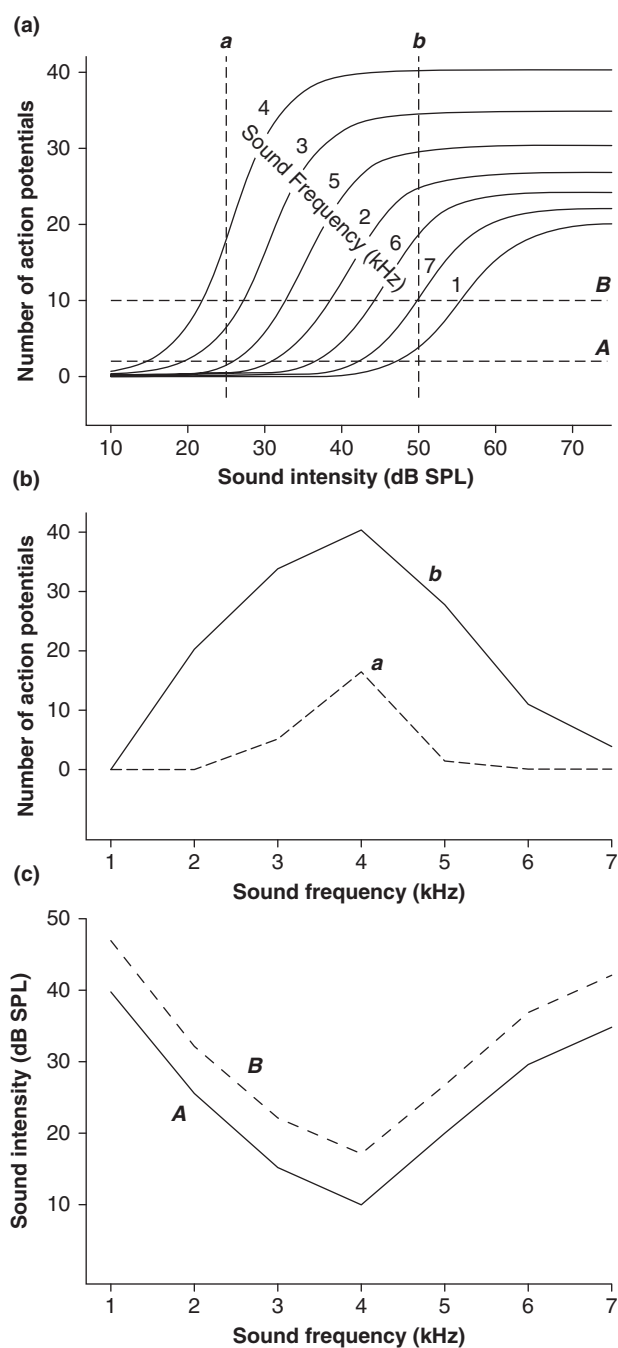 (a)
a b
40
30
20
10
0
Number of action potentials
4
3
5
2
6
7
1
Sound Frequency (kHz)
B
A
10 20 30 40 50 60 70
Sound intensity (dB SPL)
(b)
40
30
20
10
0
Number of action potentials
b
a
1 2 3 4 5 6 7
Sound frequency (kHz)
(c)
50
40
30
20
10
Sound intensity (dB SPL)
B
A
1 2 3 4 5 6 7
Sound frequency (kHz)